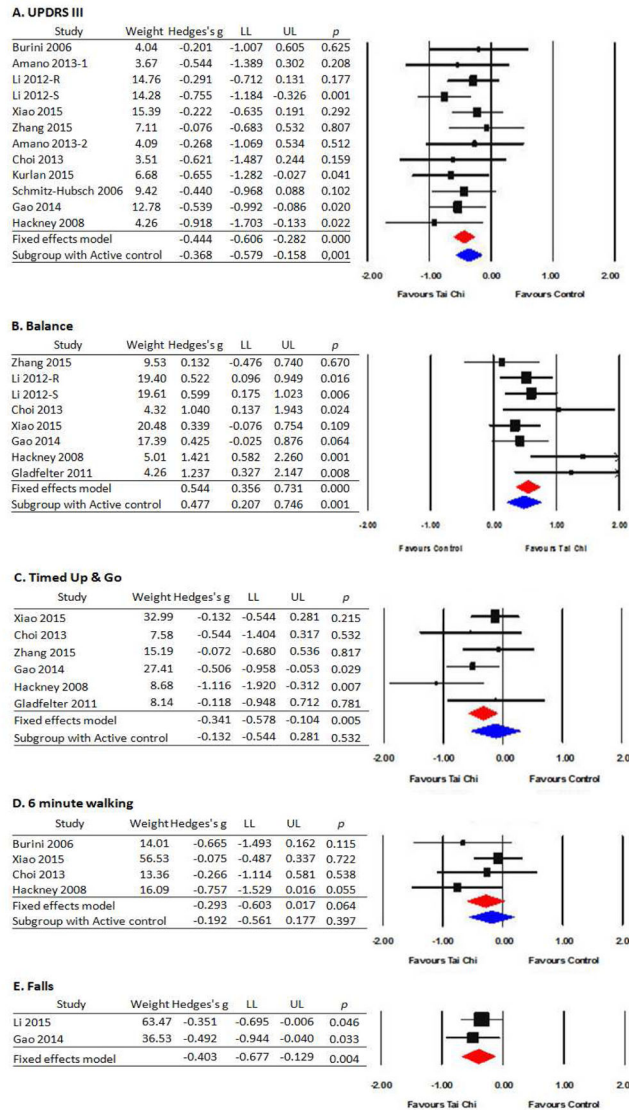 A. UPDRS III
Study Weight Hedges's g LL UL p
Burini 2006 4.04 -0.201 -1.007 0.605 0.625
Amano 2013-1 3.67 -0.544 -1.389 0.302 0.208
Li 2012-R 14.76 -0.291 -0.712 0.131 0.177
Li 2012-S 14.28 -0.755 -1.184 -0.326 0.001
Xiao 2015 15.39 -0.222 -0.635 0.191 0.292
Zhang 2015 7.11 -0.076 -0.683 0.532 0.807
Amano 2013-2 4.09 -0.268 -1.069 0.534 0.512
Choi 2013 3.51 -0.621 -1.487 0.244 0.159
Kurlan 2015 6.68 -0.655 -1.282 -0.027 0.041
Schmitz-Hubsch 2006 9.42 -0.440 -0.968 0.088 0.102
Gao 2014 12.78 -0.539 -0.992 -0.086 0.020
Hackney 2008 4.26 -0.918 -1.703 -0.133 0.022
Fixed effects model -0.444 -0.606 -0.282 0.000
Subgroup with Active control -0.368 -0.579 -0.158 0,001
-2.00 -1.00 0.00 1.00 2.00
Favours Tai Chi Favours Control
B. Balance
Study Weight Hedges's g LL UL p
Zhang 2015 9.53 0.132 -0.476 0.740 0.670
Li 2012-R 19.40 0.522 0.096 0.949 0.016
Li 2012-S 19.61 0.599 0.175 1.023 0.006
Choi 2013 4.32 1.040 0.137 1.943 0.024
Xiao 2015 20.48 0.339 -0.076 0.754 0.109
Gao 2014 17.39 0.425 -0.025 0.876 0.064
Hackney 2008 5.01 1.421 0.582 2.260 0.001
Gladfelter 2011 4.26 1.237 0.327 2.147 0.008
Fixed effects model 0.544 0.356 0.731 0.000
Subgroup with Active control 0.477 0.207 0.746 0.001
-2.00 -1.00 0.00 1.00 2.00
Favours Control Favours Tai Chi
C. Timed Up & Go
Study Weight Hedges's g LL UL p
Xiao 2015 32.99 -0.132 -0.544 0.281 0.215
Choi 2013 7.58 -0.544 -1.404 0.317 0.532
Zhang 2015 15.19 -0.072 -0.680 0.536 0.817
Gao 2014 27.41 -0.506 -0.958 -0.053 0.029
Hackney 2008 8.68 -1.116 -1.920 -0.312 0.007
Gladfelter 2011 8.14 -0.118 -0.948 0.712 0.781
Fixed effects model -0.341 -0.578 -0.104 0.005
Subgroup with Active control -0.132 -0.544 0.281 0.532
-2.00 -1.00 0.00 1.00 2.00
Favours Tai Chi Favours Control
D. 6 minute walking
Study Weight Hedges's g LL UL p
Burini 2006 14.01 -0.665 -1.493 0.162 0.115
Xiao 2015 56.53 -0.075 -0.487 0.337 0.722
Choi 2013 13.36 -0.266 -1.114 0.581 0.538
Hackney 2008 16.09 -0.757 -1.529 0.016 0.055
Fixed effects model -0.293 -0.603 0.017 0.064
Subgroup with Active control -0.192 -0.561 0.177 0.397
-2.00 -1.00 0.00 1.00 2.00
Favours Tai Chi Favours Control
E. Falls
Study Weight Hedges's g LL UL p
Li 2015 63.47 -0.351 -0.695 -0.006 0.046
Gao 2014 36.53 -0.492 -0.944 -0.040 0.033
Fixed effects model -0.403 -0.677 -0.129 0.004
-2.00 -1.00 0.00 1.00 2.00
Favours Tai Chi Favours Control